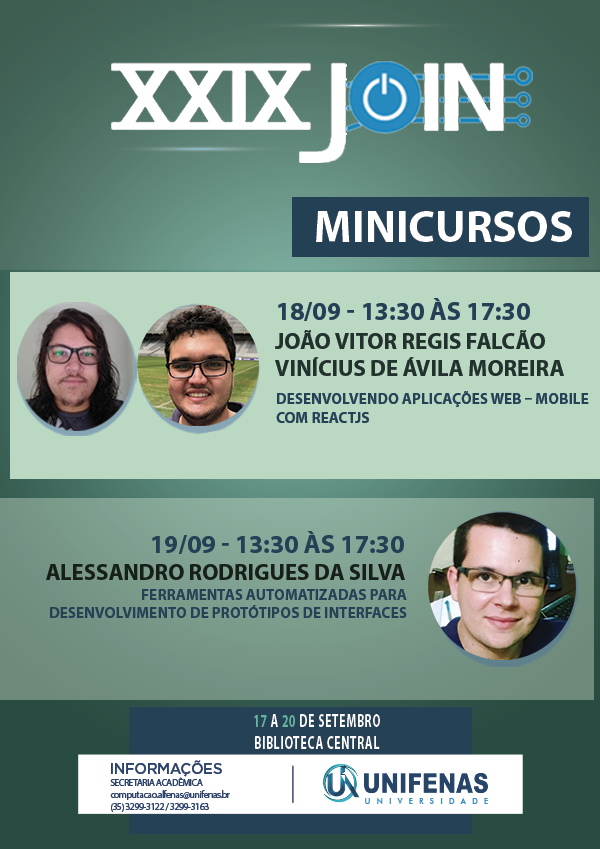 XXIX JOIN
MINICURSOS
18/09 - 13:30 ÀS 17:30
JOÃO VITOR REGIS FALCÃO
VINÍCIUS DE ÁVILA MOREIRA
DESENVOLVENDO APLICAÇÕES WEB – MOBILE
COM REACTJS
19/09 - 13:30 ÀS 17:30
ALESSANDRO RODRIGUES DA SILVA
FERRAMENTAS AUTOMATIZADAS PARA
DESENVOLVIMENTO DE PROTÓTIPOS DE INTERFACES
17 A 20 DE SETEMBRO
BIBLIOTECA CENTRAL
INFORMAÇÕES
SECRETARIA ACADÊMICA
computacao.alfenas@unifenas.br
(35) 3299-3122 / 3299-3163
UNIFENAS
UNIVERSIDADE